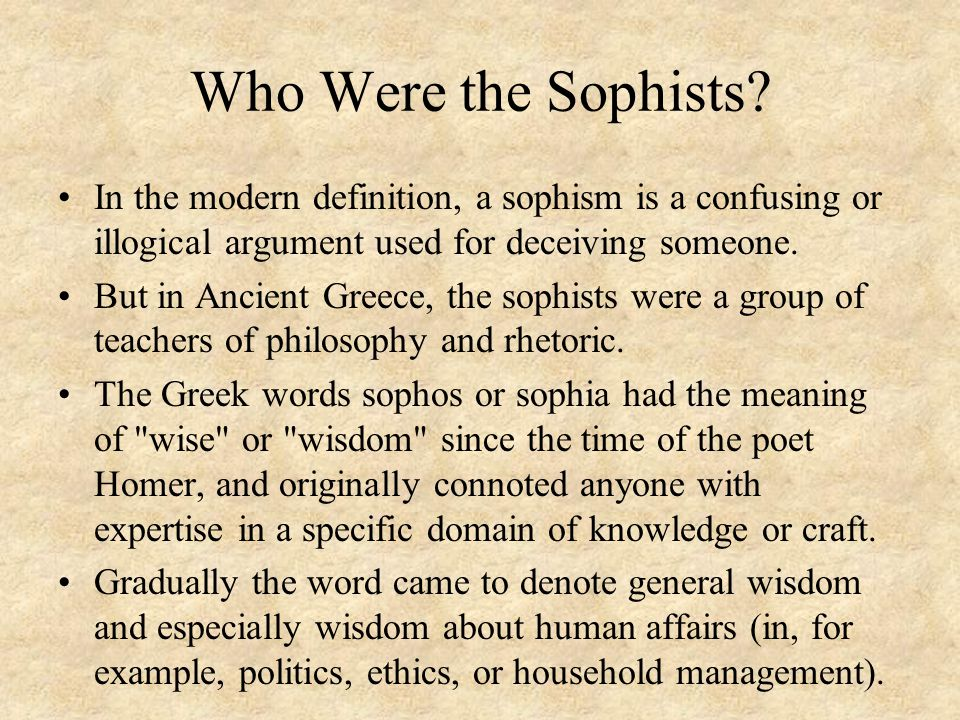 Who Were the Sophists?
• In the modern definition, a sophism is a confusing or
illogical argument used for deceiving someone.
• But in Ancient Greece, the sophists were a group of
teachers of philosophy and rhetoric.
• The Greek words sophos or sophia had the meaning
of "wise" or "wisdom" since the time of the poet
Homer, and originally connoted anyone with
expertise in a specific domain of knowledge or craft.
• Gradually the word came to denote general wisdom
and especially wisdom about human affairs (in, for
example, politics, ethics, or household management).